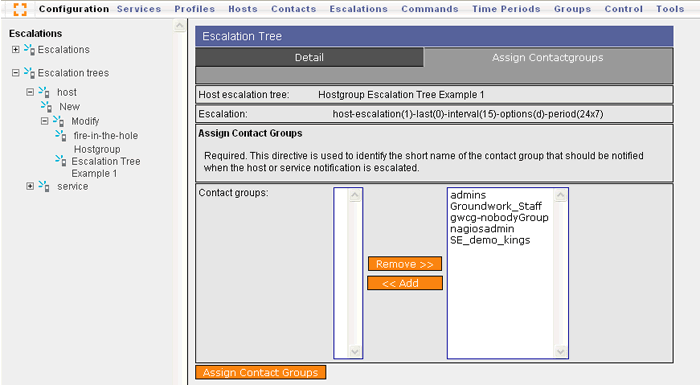 Configuration Services Profiles Hosts Contacts Escalations Commands Time Periods Groups Control Tools
Escalations
Escalations
Escalation trees
host
New
Modify
fire-in-the-hole
Hostgroup
Escalation Tree
Example 1
service
Escalation Tree
Detail
Assign Contactgroups
Host escalation tree: Hostgroup Escalation Tree Example 1
Escalation: host-escalation(1)-last(0)-interval(15)-options(d)-period(24x7)
Assign Contact Groups
Required. This directive is used to identify the short name of the contact group that should be notified
when the host or service notification is escalated.
Contact groups:
admins
Groundwork_Staff
gwcg-nobodyGroup
nagiosadmin
SE_demo_kings
Remove >>
<< Add
Assign Contact Groups